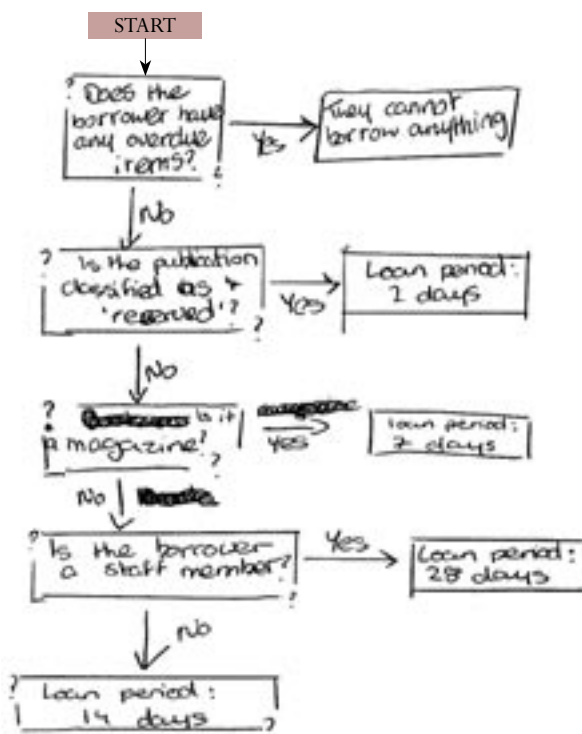 START
? Does the
borrower have
any overdue
items? ?
Yes
They cannot
borrow anything
No
? Is the publication
classified as
'reserved'? ?
Yes
Loan period:
2 days
No
? Is it
a magazine?
?
Yes
Loan period:
7 days
No
? Is the borrower
a staff member? ?
Yes
Loan period:
28 days
No
? Loan period:
14 days ?